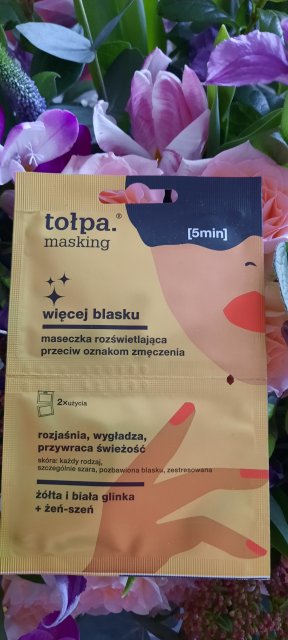 tołpa.®
masking
[5min]
więcej blasku
maseczka rozświetlająca
przeciw oznakom zmęczenia
2×użycia
rozjaśnia, wygładza,
przywraca świeżość
skóra: każdy rodzaj,
szczególnie szara, pozbawiona blasku, zestresowana
żółta i biała glinka
+ żeń-szeń